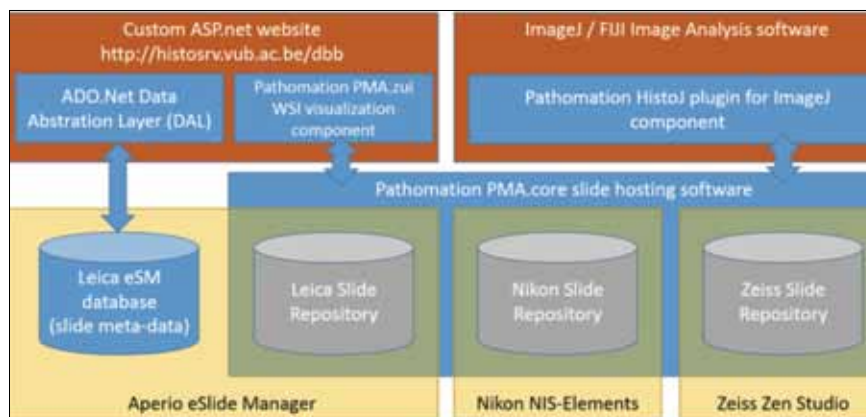 Custom ASP.net website
http://histosrv.vub.ac.be/dbb
ADO.Net Data
Abstration Layer (DAL)
Pathomation PMA.zui
WSI visualization
component
ImageJ / FIJI Image Analysis software
Pathomation HistoJ plugin for ImageJ
component
Pathomation PMA.core slide hosting software
Leica eSM
database
(slide meta-data)
Leica Slide
Repository
Nikon Slide
Repository
Zeiss Slide
Repository
Aperio eSlide Manager
Nikon NIS-Elements
Zeiss Zen Studio